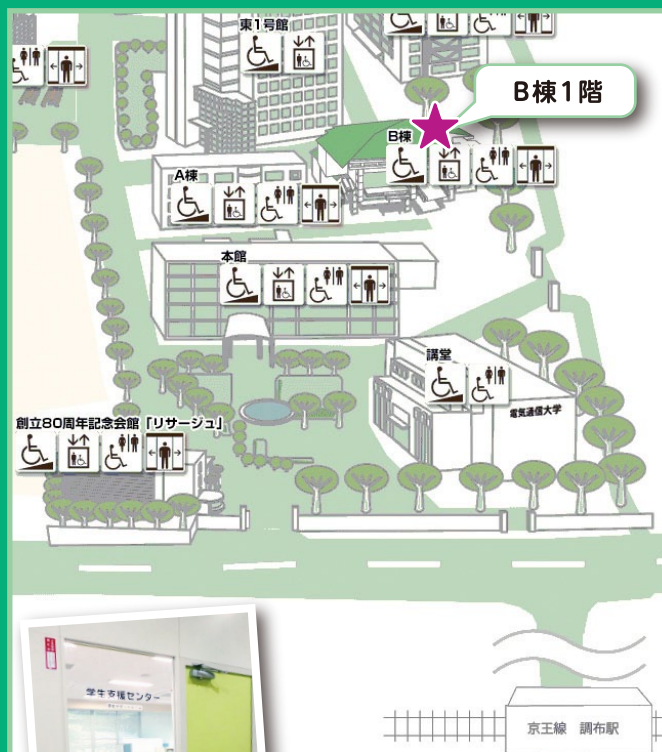 東1号館
B棟1階
B棟
A棟
本館
講堂
電気通信大学
創立80周年記念会館「リサージュ」
学生支援センター
京王線 調布駅